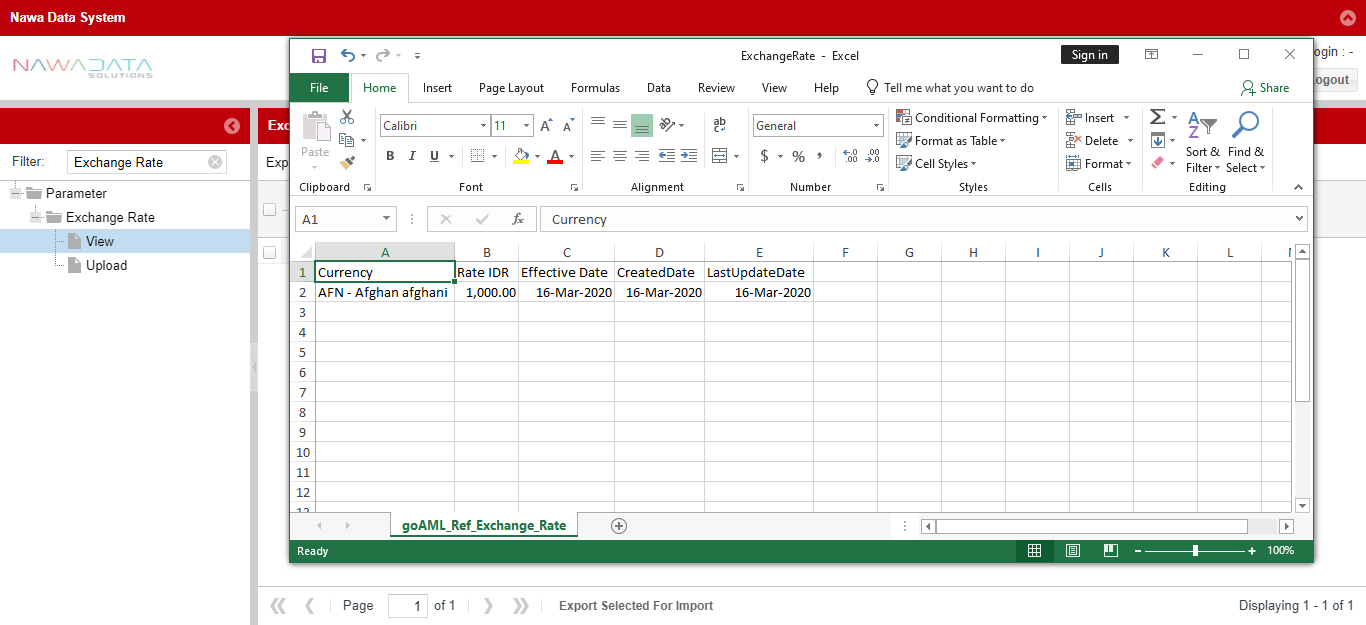 Nawa Data System
NAWADATA
SOLUTIONS
ogin : -
ogout
Filter:
Exchange Rate
Parameter
Exchange Rate
View
Upload
Exc
Exp
ExchangeRate - Excel
Sign in
File Home Insert Page Layout Formulas Data Review View Help Tell me what you want to do Share
Paste
Clipboard
Calibri 11
B I U
Font
ab
c
Alignment
General
$ % ,
Number
Conditional Formatting
Format as Table
Cell Styles
Styles
Insert
Delete
Format
Cells
Sort & Filter
Find & Select
Editing
A1 fx Currency
A B C D E F G H I J K L
1 Currency Rate IDR Effective Date CreatedDate LastUpdateDate
2 AFN - Afghan afghani 1,000.00 16-Mar-2020 16-Mar-2020 16-Mar-2020
3
4
5
6
7
8
9
10
11
12
goAML_Ref_Exchange_Rate
Ready 100%
Page 1 of 1 Export Selected For Import Displaying 1 - 1 of 1